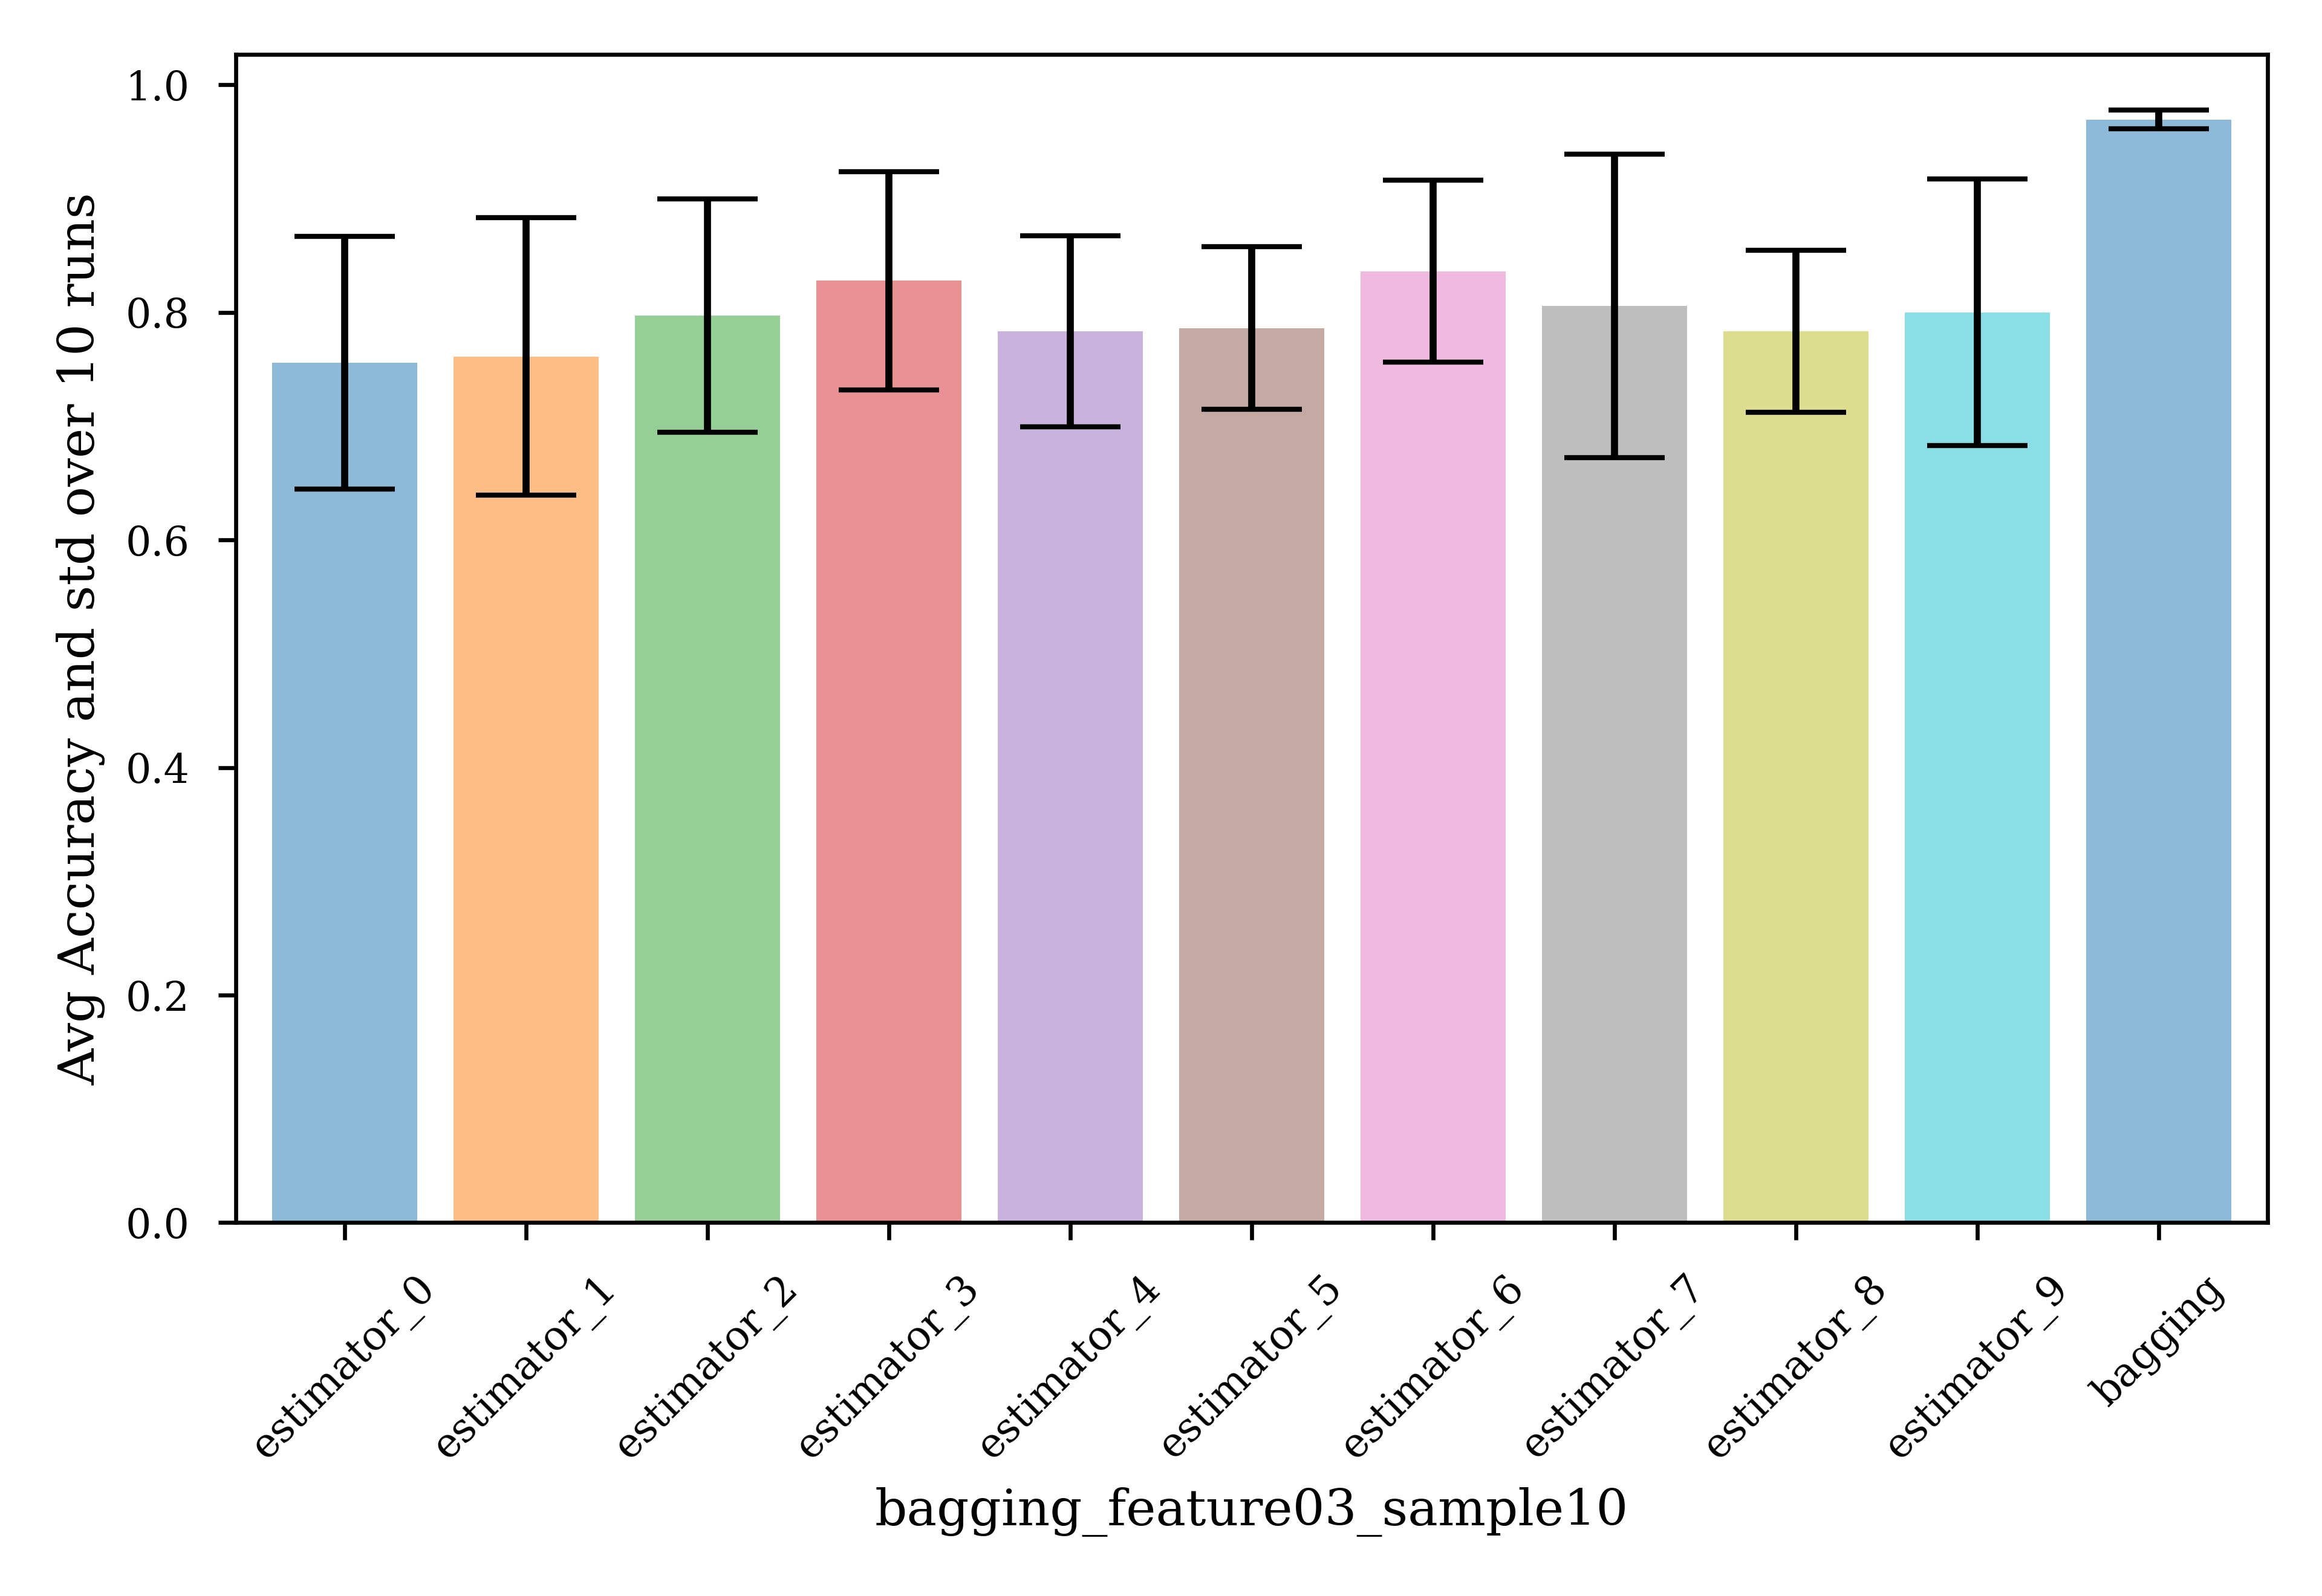 Avg Accuracy and std over 10 runs
1.0
0.8
0.6
0.4
0.2
0.0
estimator_0
estimator_1
estimator_2
estimator_3
estimator_4
estimator_5
estimator_6
estimator_7
estimator_8
estimator_9
bagging
bagging_feature03_sample10